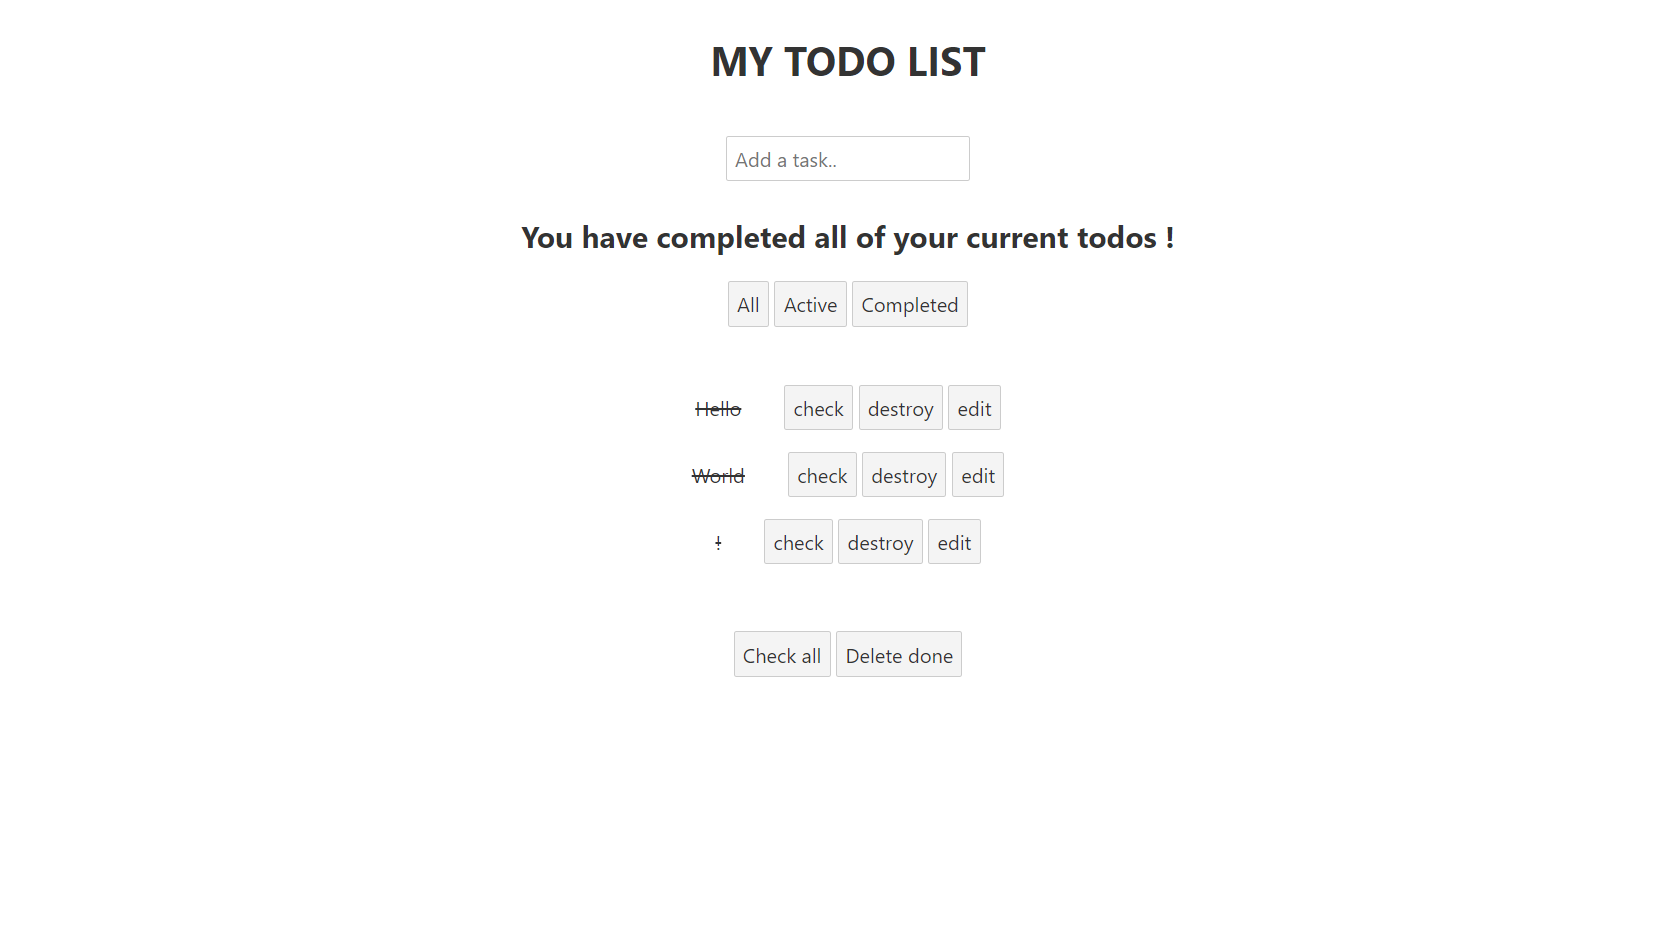 MY TODO LIST
Add a task..
You have completed all of your current todos !
All Active Completed
Hello check destroy edit
World check destroy edit
! check destroy edit
Check all Delete done